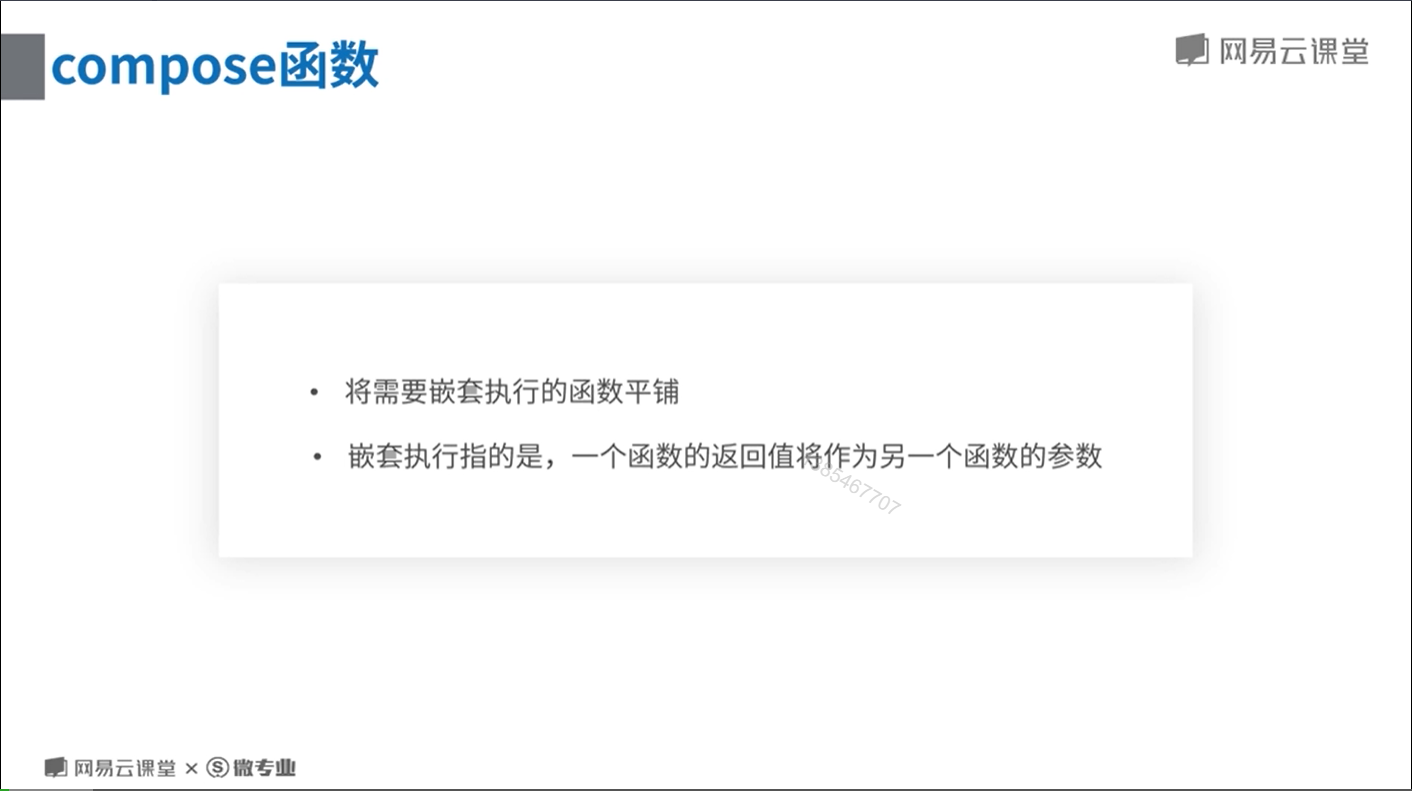 compose函数
网易云课堂
• 将需要嵌套执行的函数平铺
• 嵌套执行指的是，一个函数的返回值将作为另一个函数的参数
网易云课堂 × 微专业